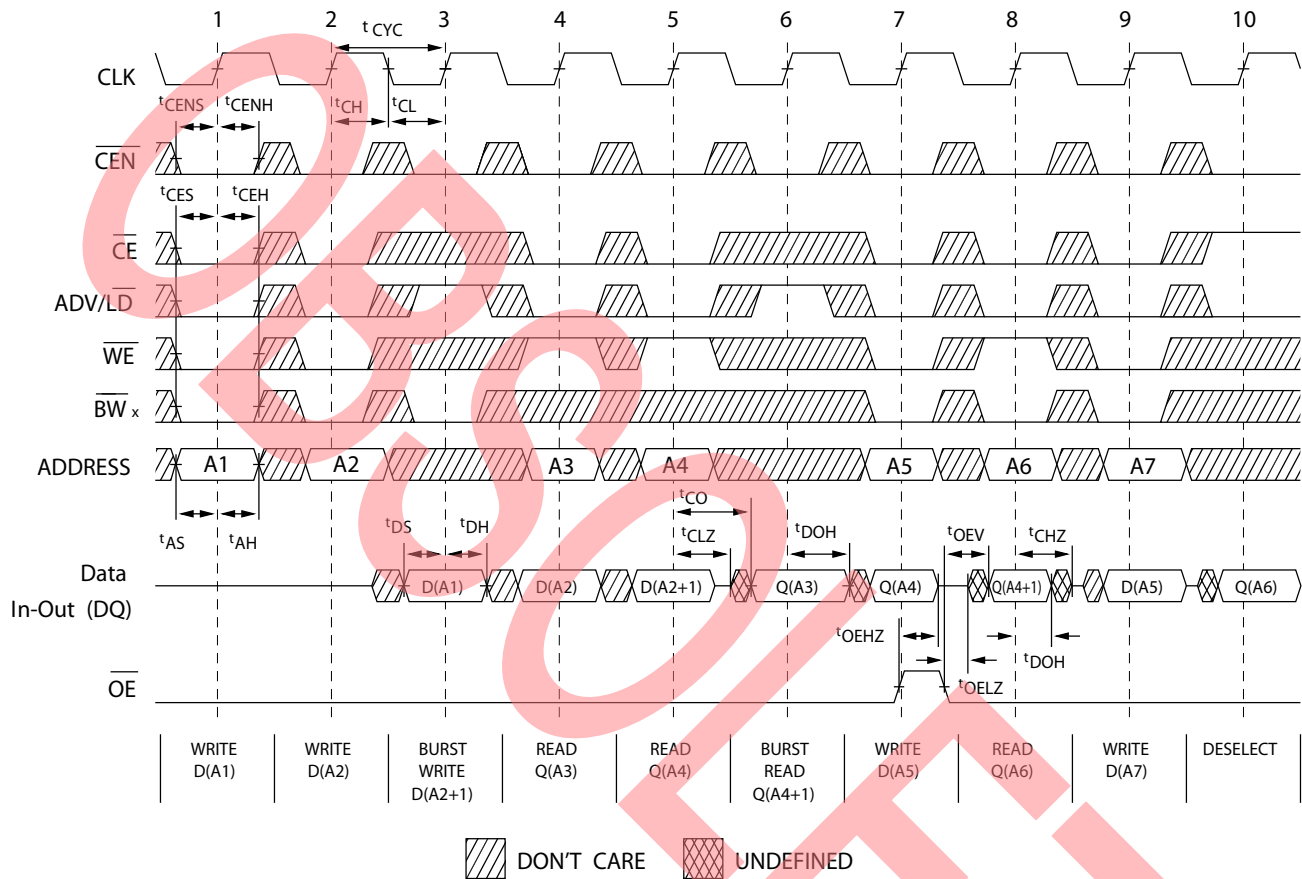 1 2 3 4 5 6 7 8 9 10
t CYC
CLK
tCENS tCENH tCH tCL
CEN
tCES tCEH
CE
ADV/LD
WE
BW x
ADDRESS A1 A2 A3 A4 A5 A6 A7
tCO
tAS tAH tDS tDH tCLZ tDOH tOEV tCHZ
Data
In-Out (DQ)
D(A1) D(A2) D(A2+1) Q(A3) Q(A4) Q(A4+1) D(A5) Q(A6)
tOEHZ tDOH
tOELZ
OE
WRITE
D(A1)
WRITE
D(A2)
BURST
WRITE
D(A2+1)
READ
Q(A3)
READ
Q(A4)
BURST
READ
Q(A4+1)
WRITE
D(A5)
READ
Q(A6)
WRITE
D(A7)
DESELECT
DON'T CARE UNDEFINED
OBSOLETE